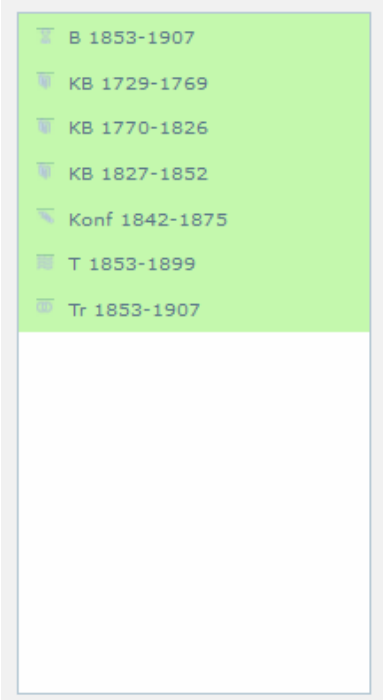 B 1853-1907
KB 1729-1769
KB 1770-1826
KB 1827-1852
Konf 1842-1875
T 1853-1899
Tr 1853-1907